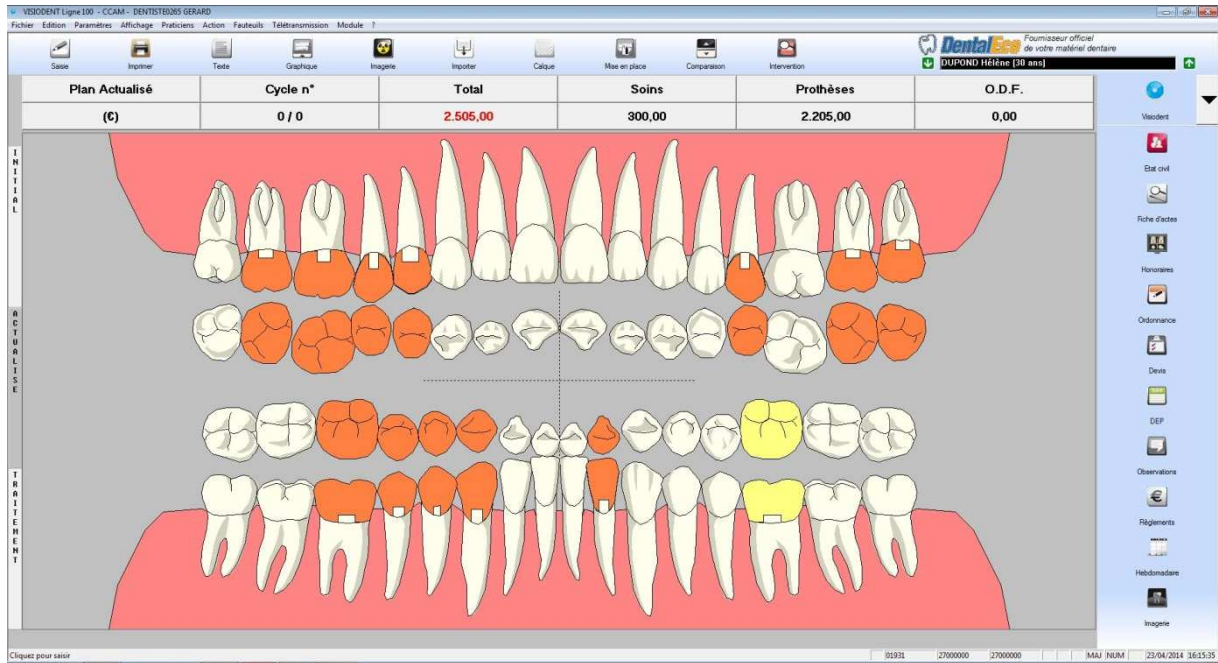 VISIODENT Ligne 100 - CCAM - DENTISTE0265 GERARD
Fichier Edition Paramètres Affichage Praticiens Action Fauteuils Télétransmission Module ?
Saisie Imprimer Texte Graphique Imagerie Importer Calque Mise en place Comparaison Intervention
DentalEco Fournisseur officiel
de votre matériel dentaire
DUPOND Hélène (30 ans)
Plan Actualisé Cycle n° Total Soins Prothèses O.D.F.
(€) 0 / 0 2.505,00 300,00 2.205,00 0,00
Visiodent
INITIAL
ACTUALISE
TRAITEMENT
Etat civil
Fiche d'actes
Honoraires
Ordonnance
Devis
DEP
Observations
Règlements
Hebdomadaire
Imagerie
Cliquez pour saisir 01931 27000000 27000000 MAJ NUM 23/04/2014 16:15:35